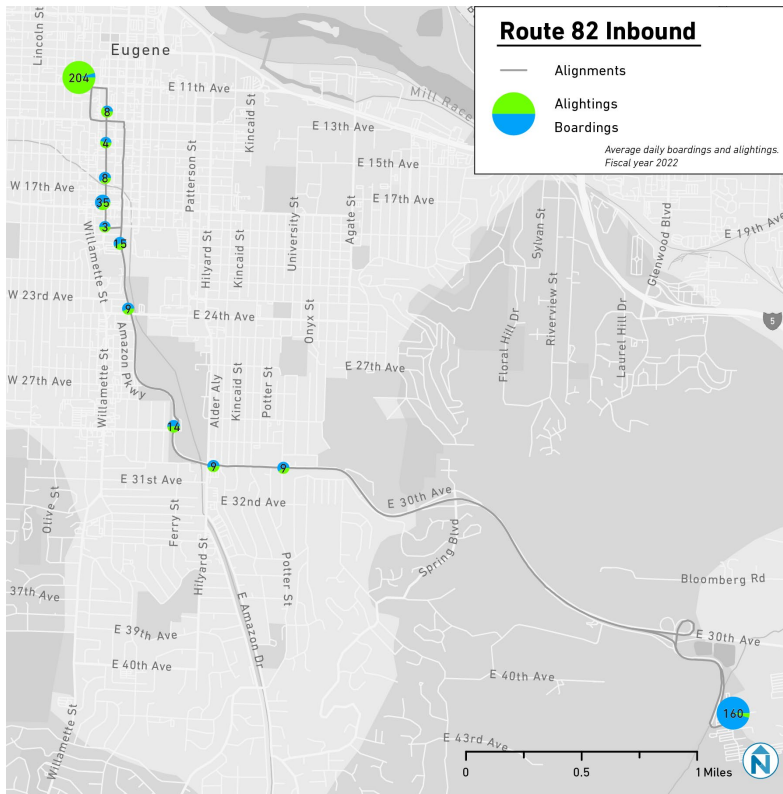 Route 82 Inbound
Alignments
Alightings
Boardings
Average daily boardings and alightings.
Fiscal year 2022
Lincoln St
Eugene
204
E 11th Ave
Mill Race
8
Kincaid St
E 13th Ave
4
Patterson St
E 15th Ave
8
W 17th Ave
E 17th Ave
35
Agate St
University St
3
15
Willamette St
Hilyard St
Kincaid St
Sylvan St
Glenwood Blvd
E 19th Ave
W 23rd Ave
9
E 24th Ave
Onyx St
Riverview St
Laurel Hill Dr
Floral Hill Dr
5
Amazon Pkwy
E 27th Ave
W 27th Ave
Willamette St
Alder Aly
Kincaid St
Potter St
14
9
9
E 31st Ave
E 32nd Ave
E 30th Ave
Olive St
Ferry St
Spring Blvd
Hilyard St
Potter St
Bloomberg Rd
37th Ave
E 39th Ave
E Amazon Dr
E 30th Ave
E 40th Ave
E 40th Ave
160
E 43rd Ave
Willamette St
0
0.5
1 Miles
N